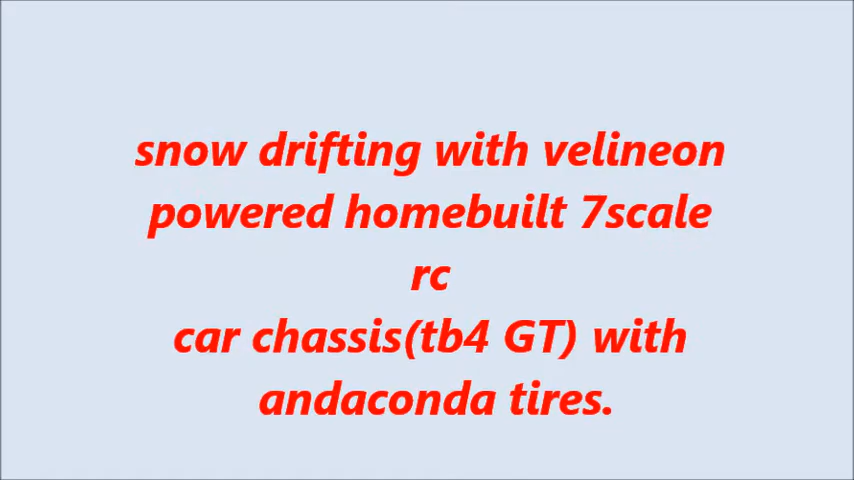 snow drifting with velineon
powered homebuilt 7scale
rc
car chassis(tb4 GT) with
andaconda tires.